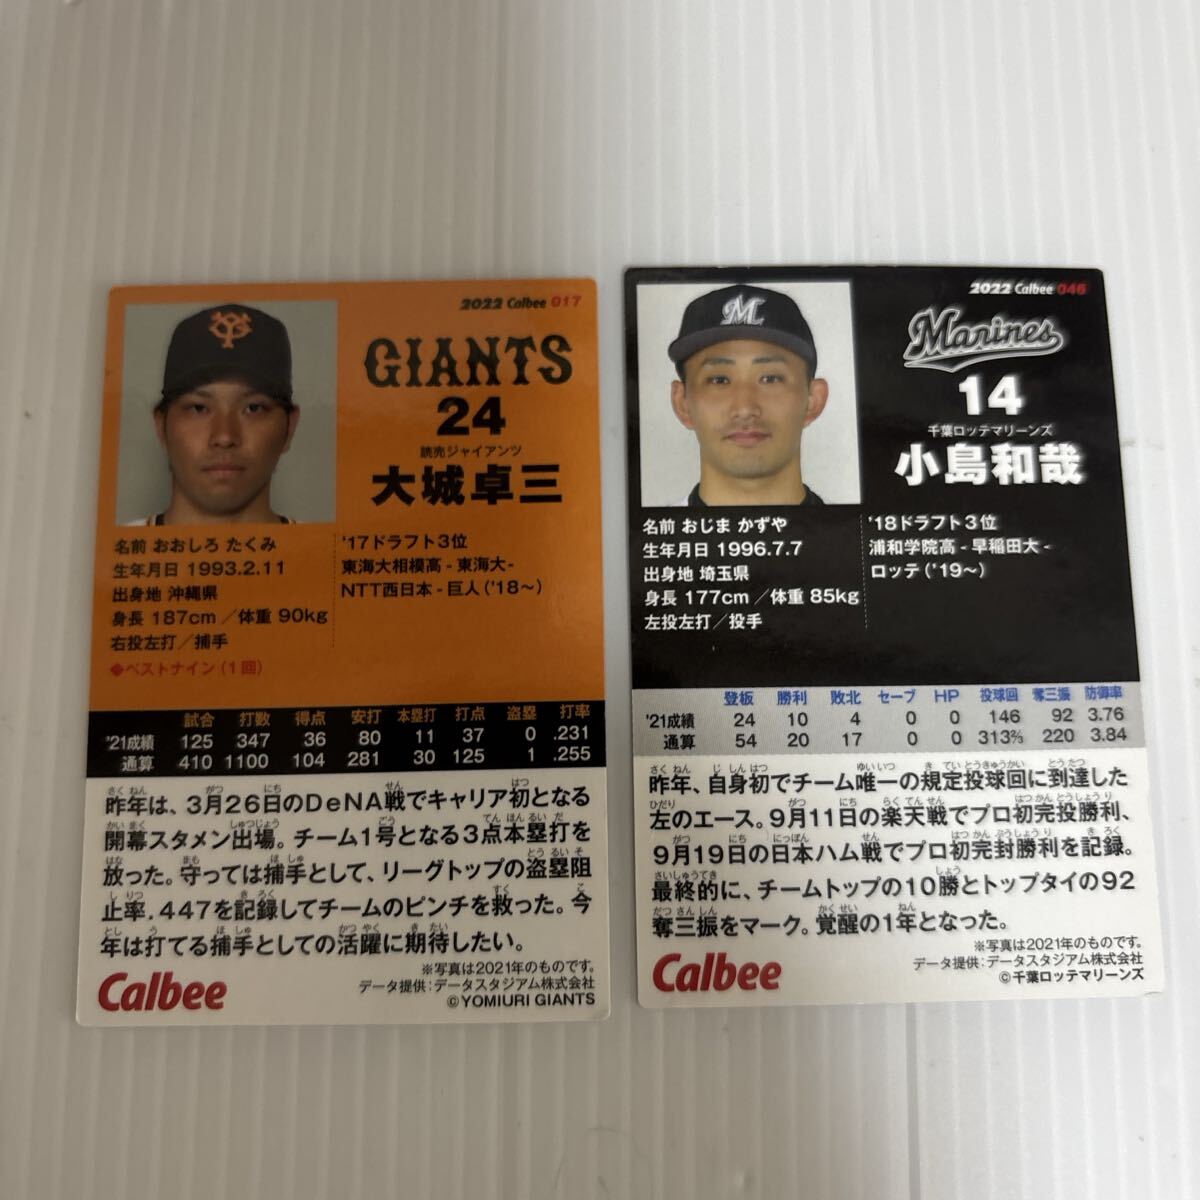 2022 Calbee 017
GIANTS
24
読売ジャイアンツ
大城卓三
名前 おおしろ たくみ
生年月日 1993.2.11
出身地 沖縄県
身長 187cm／体重 90kg
右投左打／捕手
◆ベストナイン(1回)
'17ドラフト3位
東海大相模高 - 東海大 -
NTT西日本 - 巨人('18〜)
試合 打数 得点 安打 本塁打 打点 盗塁 打率
'21成績 125 347 36 80 11 37 0 .231
通算 410 1100 104 281 30 125 1 .255
昨年は、3月26日のDeNA戦でキャリア初となる
開幕スタメン出場。チーム1号となる3点本塁打を
放った。守っては捕手として、リーグトップの盗塁阻
止率.447を記録してチームのピンチを救った。今
年は打てる捕手としての活躍に期待したい。
※写真は2021年のものです。
データ提供:データスタジアム株式会社
©YOMIURI GIANTS
Calbee
2022 Calbee 046
Marines
14
千葉ロッテマリーンズ
小島和哉
名前 おじま かずや
生年月日 1996.7.7
出身地 埼玉県
身長 177cm／体重 85kg
左投左打／投手
'18ドラフト3位
浦和学院高 - 早稲田大 -
ロッテ('19〜)
登板 勝利 敗北 セーブ HP 投球回 奪三振 防御率
'21成績 24 10 4 0 0 146 92 3.76
通算 54 20 17 0 0 313⅔ 220 3.84
昨年、自身初でチーム唯一の規定投球回に到達した
左のエース。9月11日の楽天戦でプロ初完投勝利、
9月19日の日本ハム戦でプロ初完封勝利を記録。
最終的に、チームトップの10勝とトップタイの92
奪三振をマーク。覚醒の1年となった。
※写真は2021年のものです。
データ提供:データスタジアム株式会社
©千葉ロッテマリーンズ
Calbee